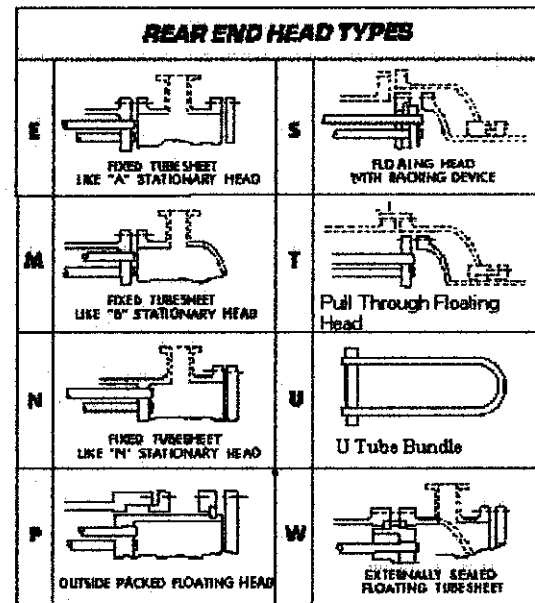 REAR END HEAD TYPES
FIXED TUBESHEET
LIKE "A" STATIONARY HEAD
S
FLOATING HEAD
WITH BACKING DEVICE
M
FIXED TUBESHEET
LIKE "B" STATIONARY HEAD
T
Pull Through Floating
Head
N
FIXED TUBESHEET
LIKE "N" STATIONARY HEAD
U
U Tube Bundle
P
OUTSIDE PACKED FLOATING HEAD
W
EXTERNALLY SEALED
FLOATING TUBESHEET